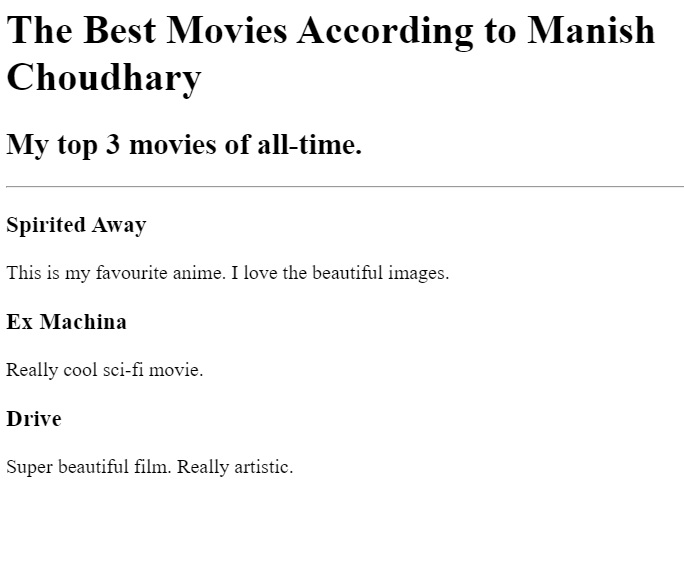 The Best Movies According to Manish
Choudhary
My top 3 movies of all-time.
Spirited Away
This is my favourite anime. I love the beautiful images.
Ex Machina
Really cool sci-fi movie.
Drive
Super beautiful film. Really artistic.